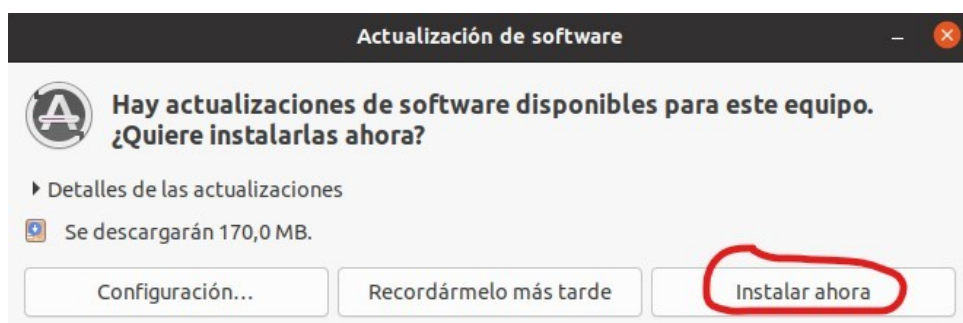 Actualización de software
Hay actualizaciones de software disponibles para este equipo.
¿Quiere instalarlas ahora?
Detalles de las actualizaciones
Se descargarán 170,0 MB.
Configuración... Recordármelo más tarde Instalar ahora